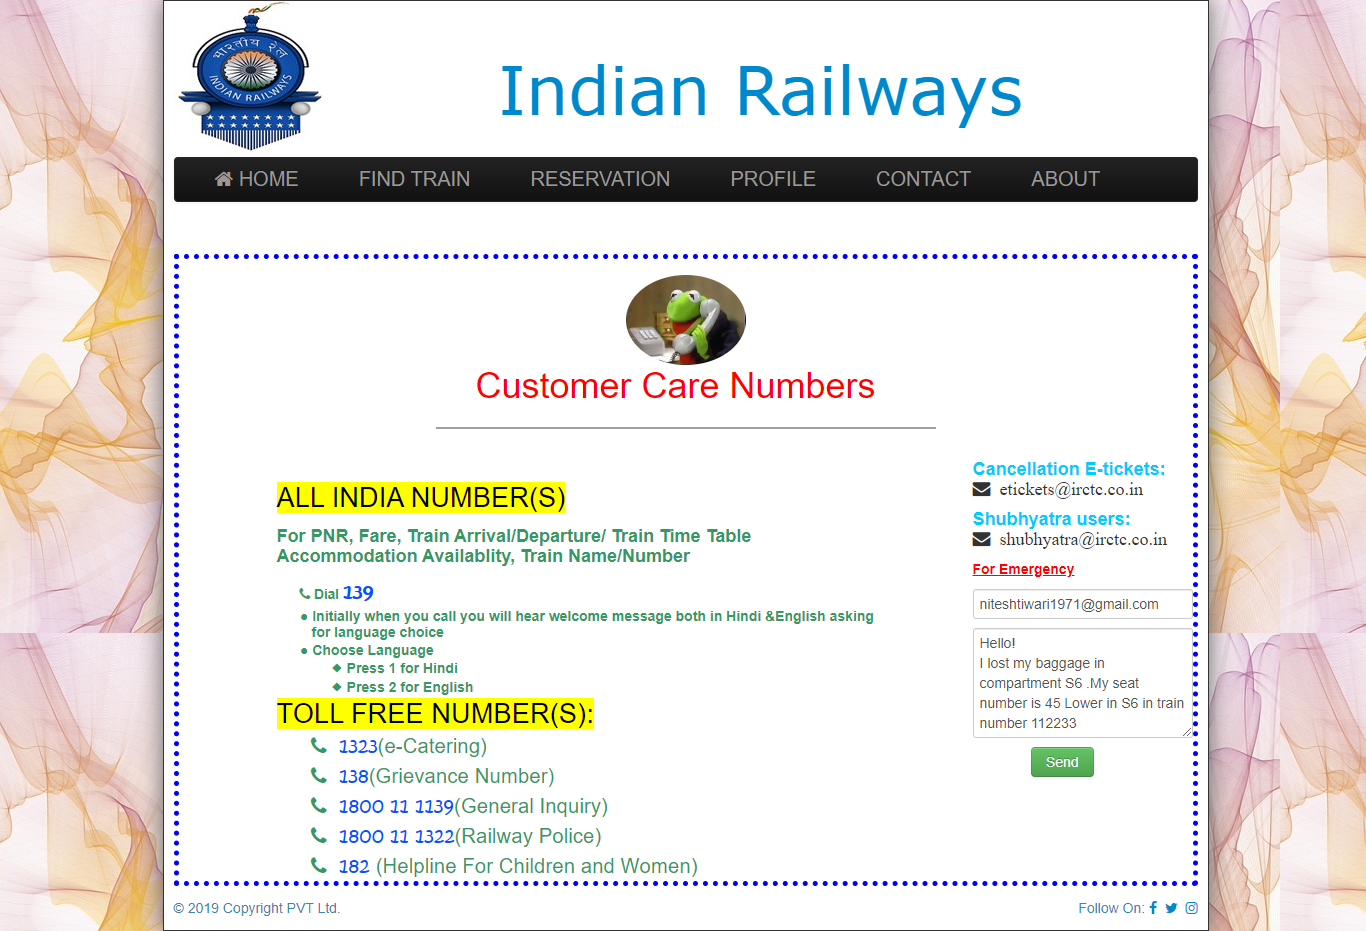 भारतीय रेल
INDIAN RAILWAYS
Indian Railways
HOME FIND TRAIN RESERVATION PROFILE CONTACT ABOUT
Customer Care Numbers
ALL INDIA NUMBER(S)
For PNR, Fare, Train Arrival/Departure/ Train Time Table
Accommodation Availablity, Train Name/Number
Dial 139
● Initially when you call you will hear welcome message both in Hindi &English asking
for language choice
● Choose Language
❖ Press 1 for Hindi
❖ Press 2 for English
TOLL FREE NUMBER(S):
1323(e-Catering)
138(Grievance Number)
1800 11 1139(General Inquiry)
1800 11 1322(Railway Police)
182 (Helpline For Children and Women)
Cancellation E-tickets:
etickets@irctc.co.in
Shubhyatra users:
shubhyatra@irctc.co.in
For Emergency
niteshtiwari1971@gmail.com
Hello!
I lost my baggage in
compartment S6 .My seat
number is 45 Lower in S6 in train
number 112233
Send
© 2019 Copyright PVT Ltd.
Follow On: